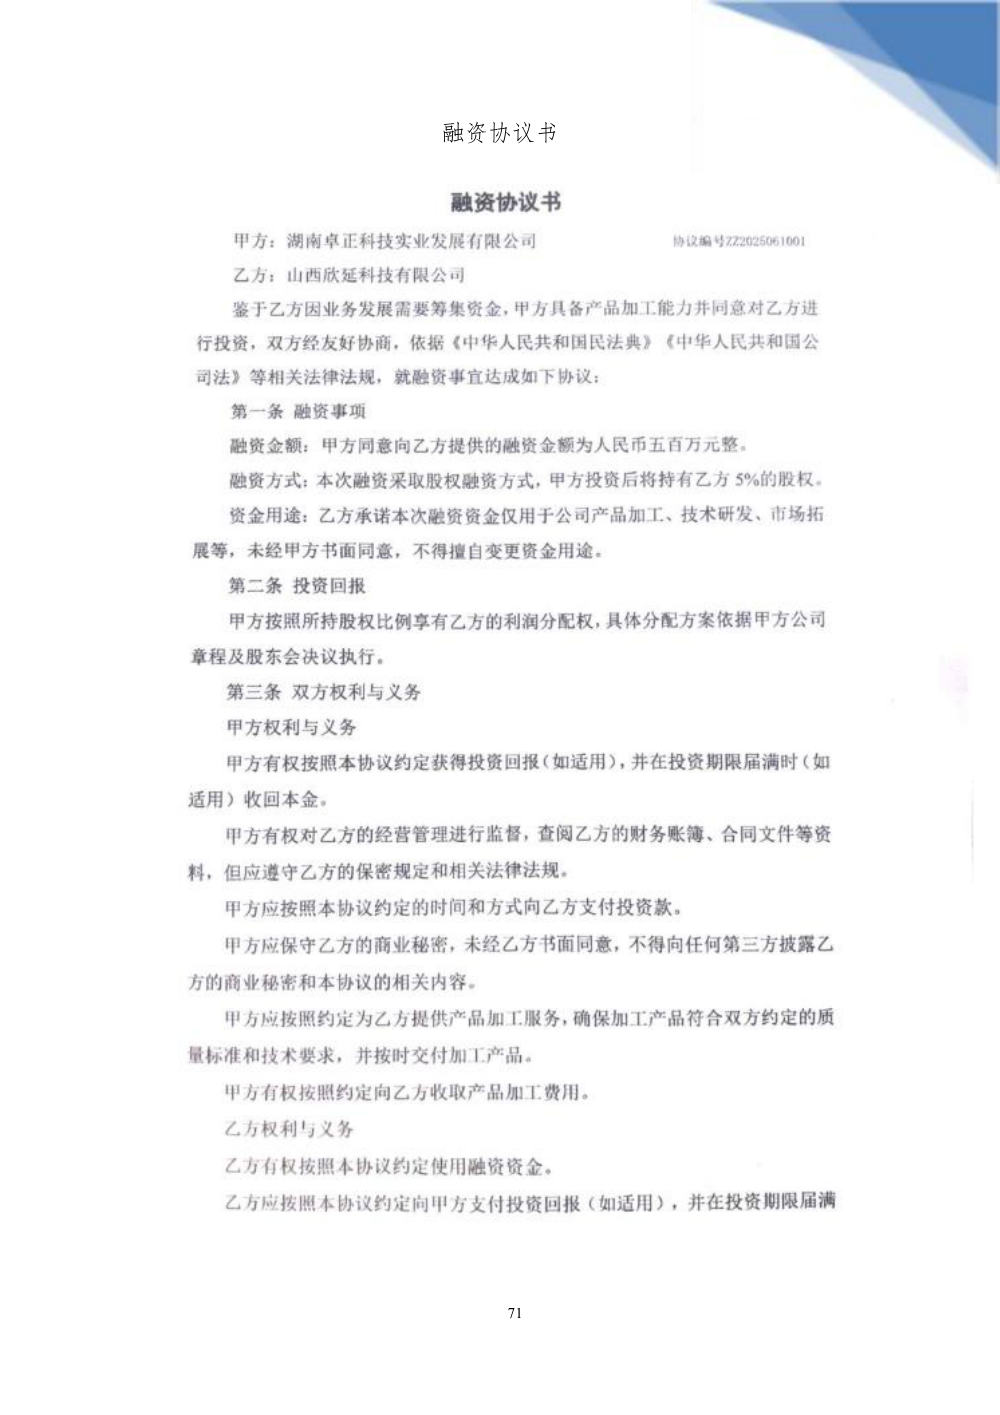 融资协议书
融资协议书
甲方：湖南卓正科技实业发展有限公司 协议编号ZZ2025061001
乙方：山西欣延科技有限公司
鉴于乙方因业务发展需要筹集资金，甲方具备产品加工能力并同意对乙方进
行投资，双方经友好协商，依据《中华人民共和国民法典》《中华人民共和国公
司法》等相关法律法规，就融资事宜达成如下协议：
第一条 融资事项
融资金额：甲方同意向乙方提供的融资金额为人民币五百万元整。
融资方式：本次融资采取股权融资方式，甲方投资后将持有乙方 5%的股权。
资金用途：乙方承诺本次融资资金仅用于公司产品加工、技术研发、市场拓
展等，未经甲方书面同意，不得擅自变更资金用途。
第二条 投资回报
甲方按照所持股权比例享有乙方的利润分配权，具体分配方案依据甲方公司
章程及股东会决议执行。
第三条 双方权利与义务
甲方权利与义务
甲方有权按照本协议约定获得投资回报（如适用），并在投资期限届满时（如
适用）收回本金。
甲方有权对乙方的经营管理进行监督，查阅乙方的财务账簿、合同文件等资
料，但应遵守乙方的保密规定和相关法律法规。
甲方应按照本协议约定的时间和方式向乙方支付投资款。
甲方应保守乙方的商业秘密，未经乙方书面同意，不得向任何第三方披露乙
方的商业秘密和本协议的相关内容。
甲方应按照约定为乙方提供产品加工服务，确保加工产品符合双方约定的质
量标准和技术要求，并按时交付加工产品。
甲方有权按照约定向乙方收取产品加工费用。
乙方权利与义务
乙方有权按照本协议约定使用融资资金。
乙方应按照本协议约定向甲方支付投资回报（如适用），并在投资期限届满
71